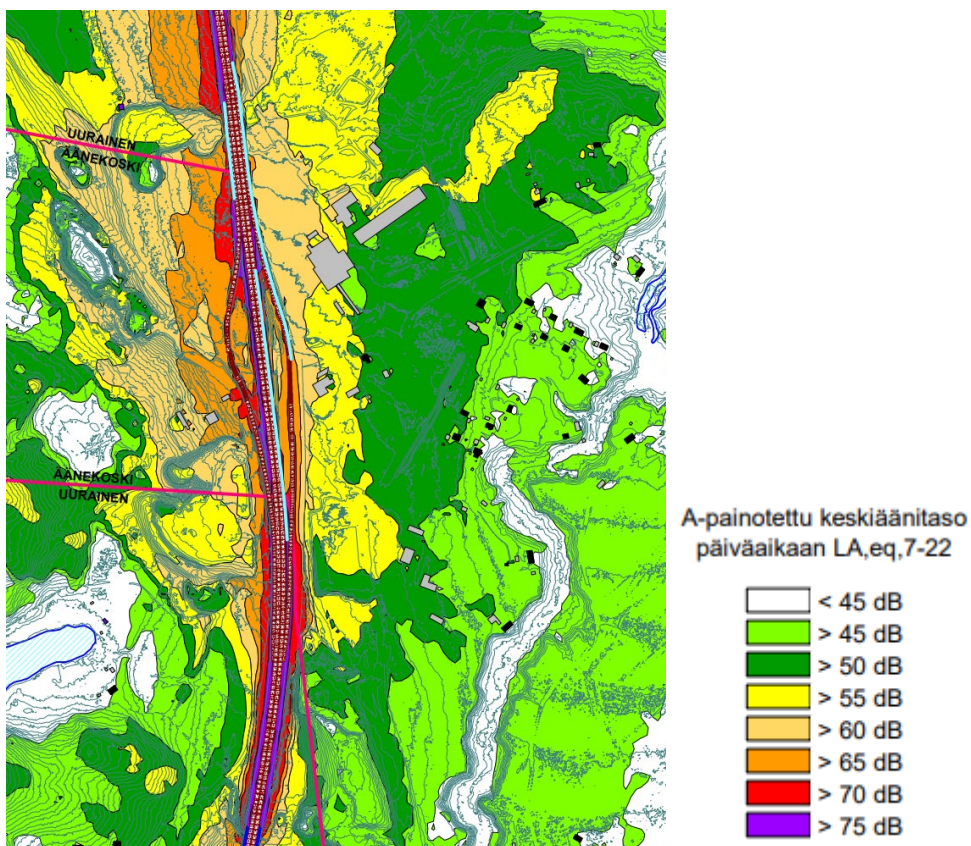 UURAINEN
ÄÄNEKOSKI
ÄÄNEKOSKI
UURAINEN
A-painotettu keskiäänitaso
päiväaikaan LA,eq,7-22
< 45 dB
> 45 dB
> 50 dB
> 55 dB
> 60 dB
> 65 dB
> 70 dB
> 75 dB